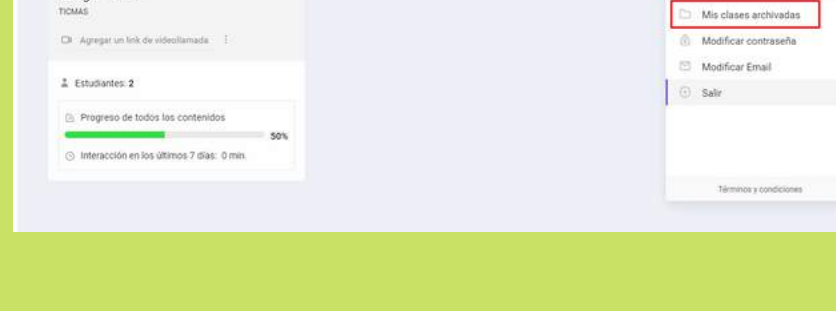 TICMAS
Agregar un link de videollamada
Estudiantes: 2
Progreso de todos los contenidos
50%
Interacción en los últimos 7 días: 0 min.
Mis clases archivadas
Modificar contraseña
Modificar Email
Salir
Términos y condiciones